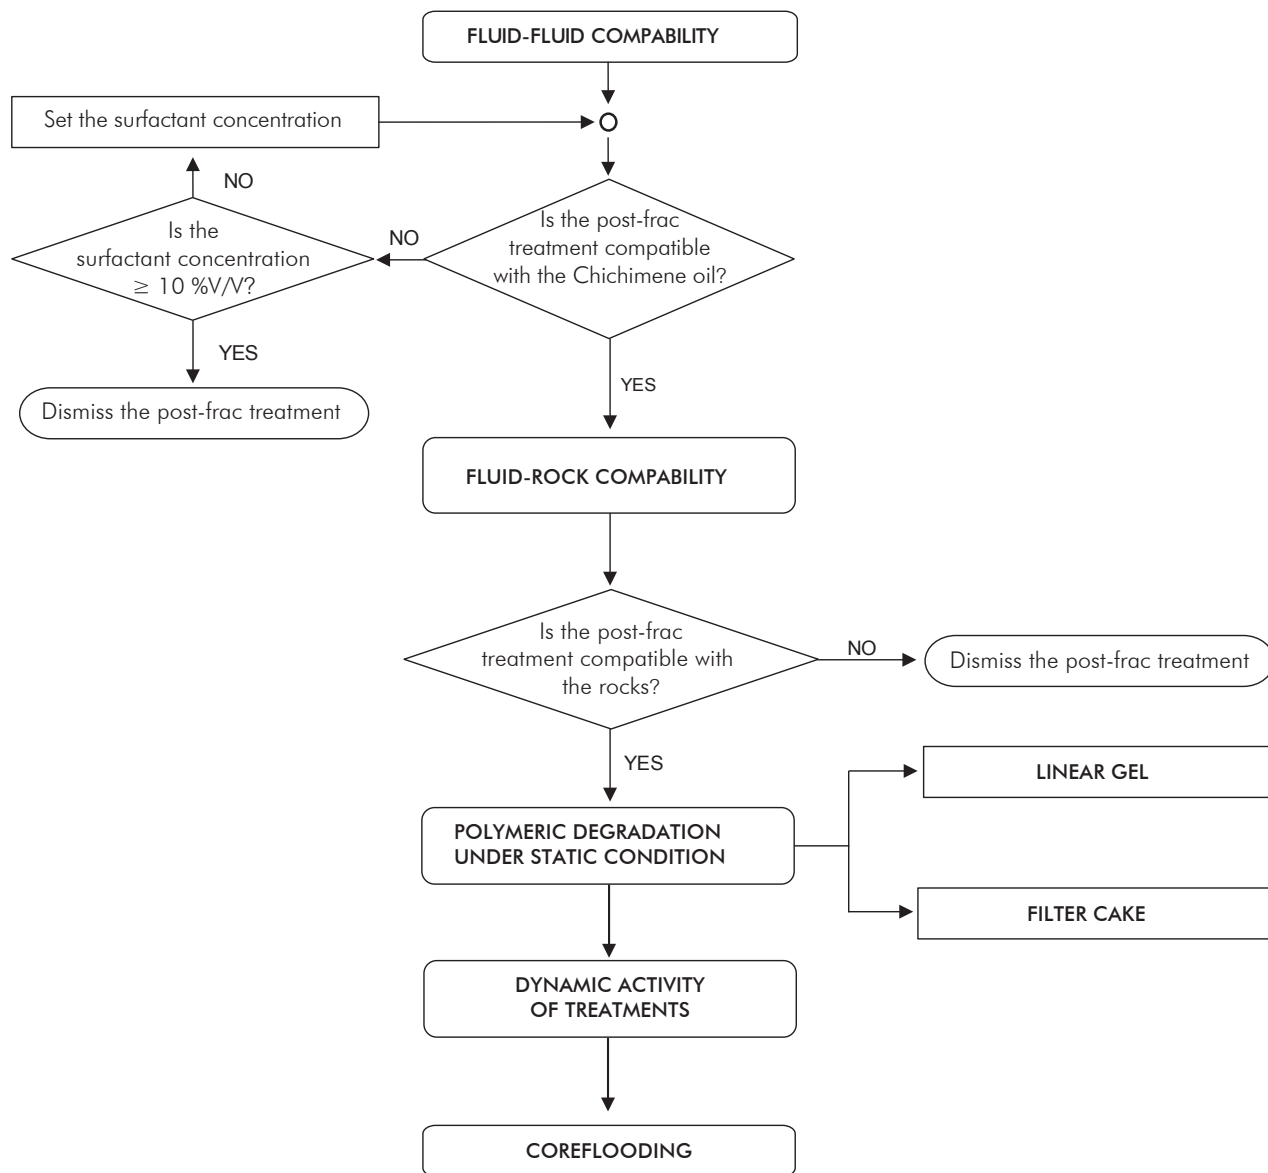 FLUID-FLUID COMPABILITY
Set the surfactant concentration
NO
Is the
surfactant concentration
≥ 10 %V/V?
NO
Is the post-frac
treatment compatible
with the Chichimene oil?
YES
Dismiss the post-frac treatment
YES
FLUID-ROCK COMPABILITY
Is the post-frac
treatment compatible with
the rocks?
NO
Dismiss the post-frac treatment
YES
LINEAR GEL
POLYMERIC DEGRADATION
UNDER STATIC CONDITION
FILTER CAKE
DYNAMIC ACTIVITY
OF TREATMENTS
COREFLOODING